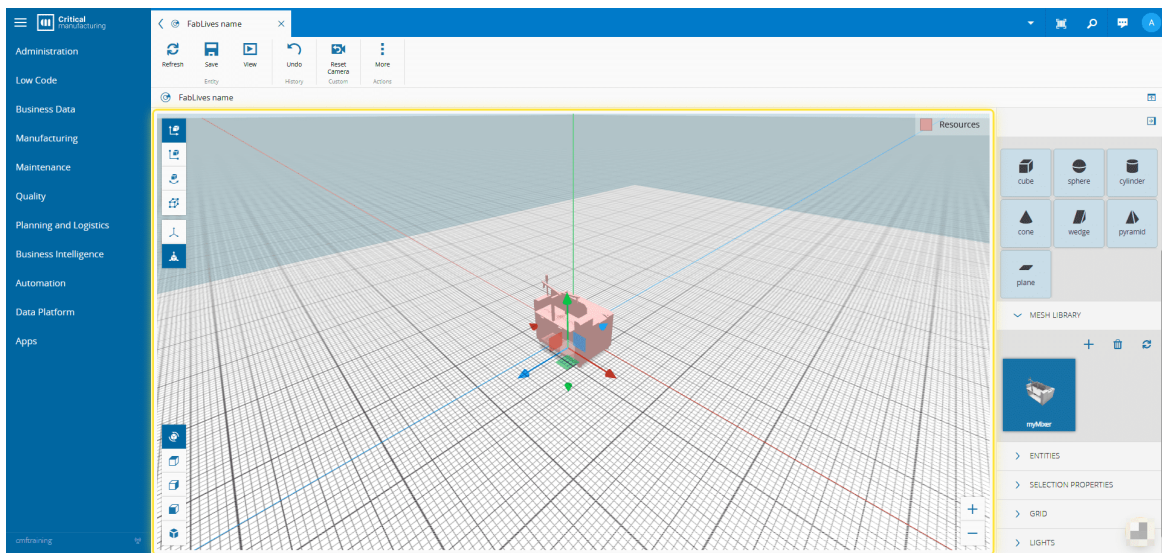 Critical
manufacturing
FabLives name
A
Administration
Low Code
Business Data
Manufacturing
Maintenance
Quality
Planning and Logistics
Business Intelligence
Automation
Data Platform
Apps
cmftraining
Refresh
Save
View
Undo
Reset
Camera
More
Entity
History
Custom
Actions
FabLives name
Resources
cube
sphere
cylinder
cone
wedge
pyramid
plane
MESH LIBRARY
myMixer
ENTITIES
SELECTION PROPERTIES
GRID
LIGHTS